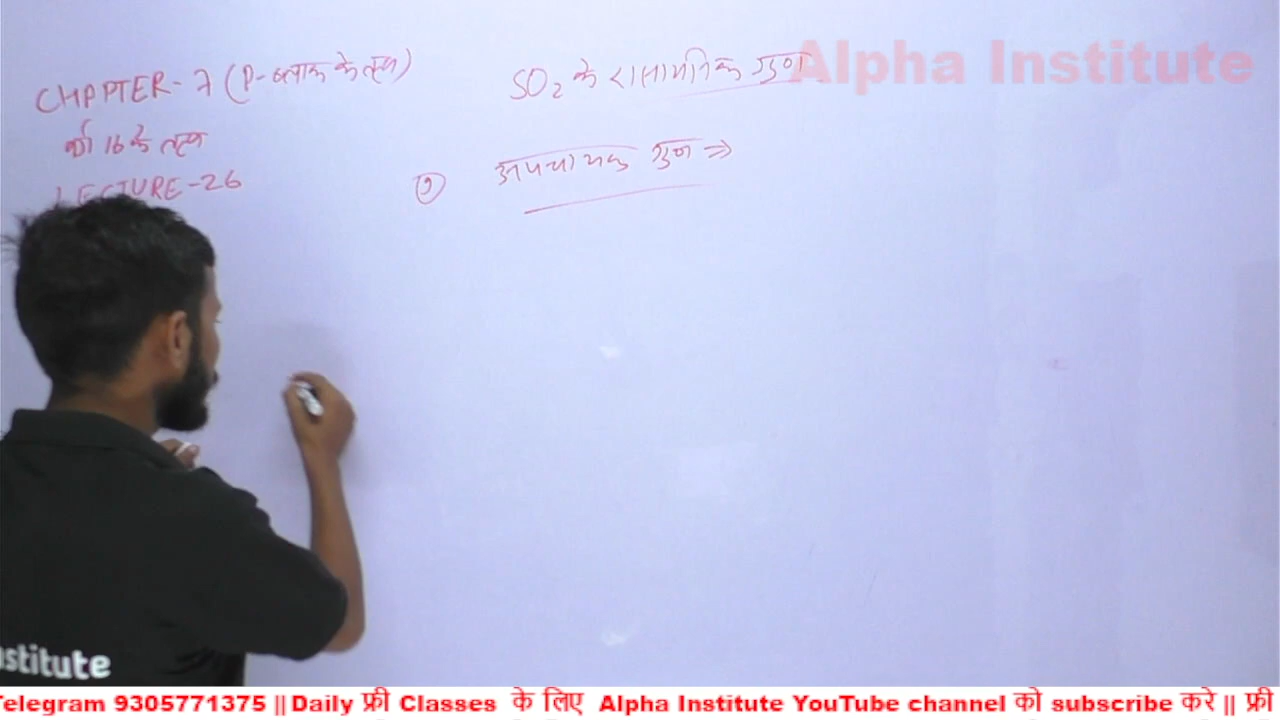 CHAPTER-7 (P-ब्लाक के तत्व)
वर्ग 16 के तत्व
LECTURE-26
SO2 के रासायनिक गुण
Alpha Institute
अपचायक गुण ⇒
nstitute
Telegram 9305771375 || Daily फ्री Classes के लिए Alpha Institute YouTube channel को subscribe करे || फ्री